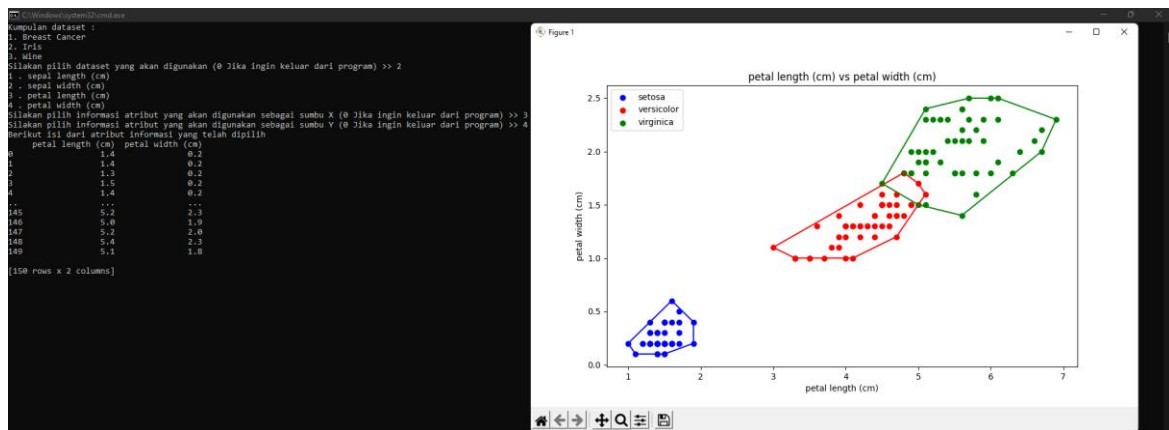 C:\Windows\system32\cmd.exe
Kumpulan dataset :
1. Breast Cancer
2. Iris
3. Wine
Silakan pilih dataset yang akan digunakan (0 Jika ingin keluar dari program) >> 2
1 . sepal length (cm)
2 . sepal width (cm)
3 . petal length (cm)
4 . petal width (cm)
Silakan pilih informasi atribut yang akan digunakan sebagai sumbu X (0 Jika ingin keluar dari program) >> 3
Silakan pilih informasi atribut yang akan digunakan sebagai sumbu Y (0 Jika ingin keluar dari program) >> 4
Berikut isi dari atribut informasi yang telah dipilih
petal length (cm) petal width (cm)
0 1.4 0.2
1 1.4 0.2
2 1.3 0.2
3 1.5 0.2
4 1.4 0.2
.. ... ...
145 5.2 2.3
146 5.0 1.9
147 5.2 2.0
148 5.4 2.3
149 5.1 1.8
[150 rows x 2 columns]
Figure 1
petal length (cm) vs petal width (cm)
setosa
versicolor
virginica
2.5
2.0
1.5
1.0
0.5
0.0
petal width (cm)
1 2 3 4 5 6 7
petal length (cm)